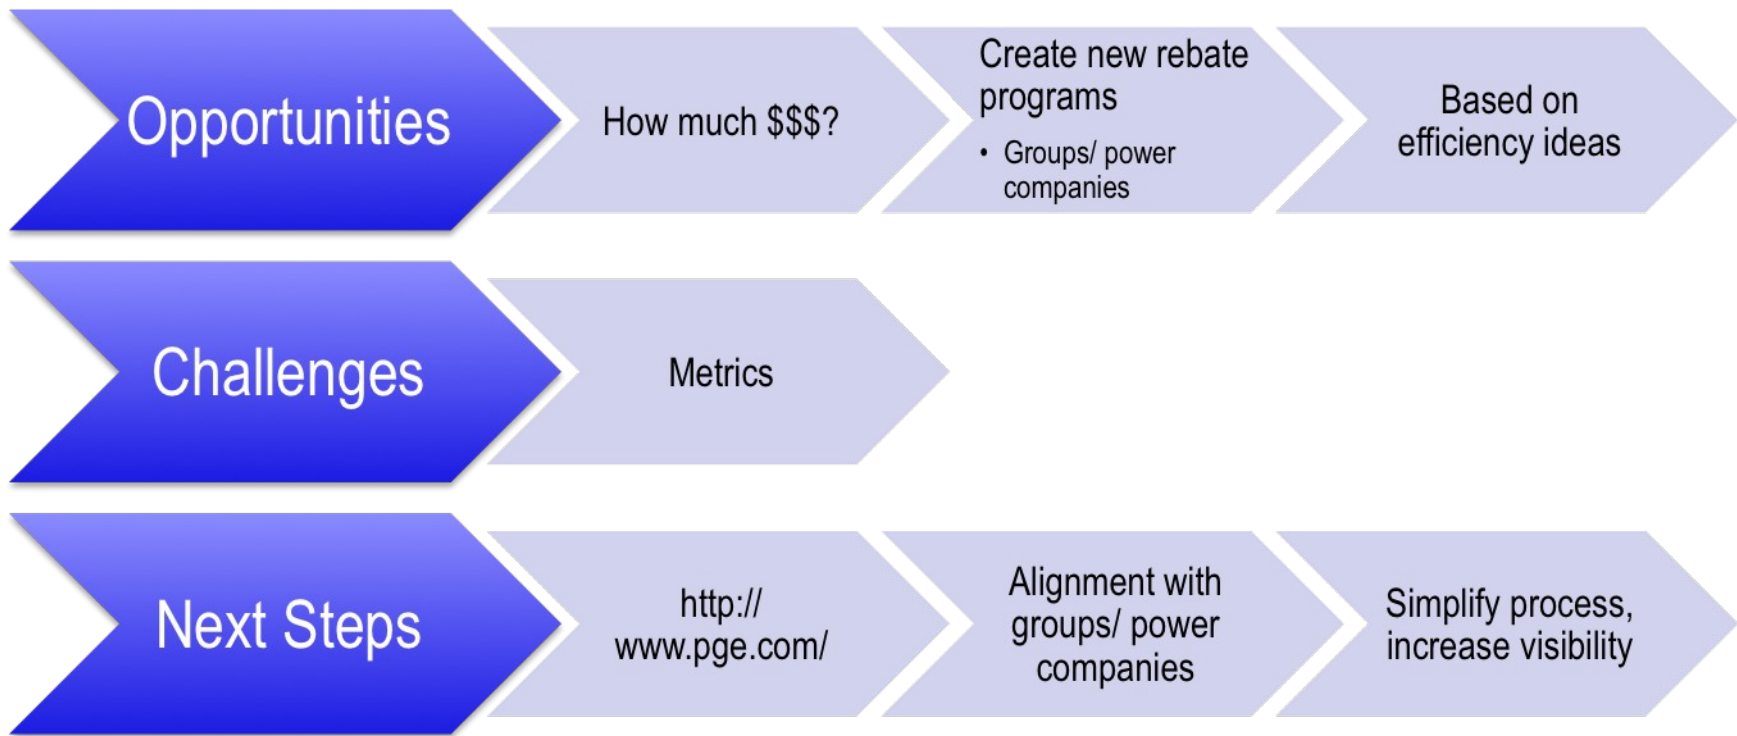 Opportunities
How much $$$?
Create new rebate
programs
• Groups/ power
companies
Based on
efficiency ideas
Challenges
Metrics
Next Steps
http://
www.pge.com/
Alignment with
groups/ power
companies
Simplify process,
increase visibility